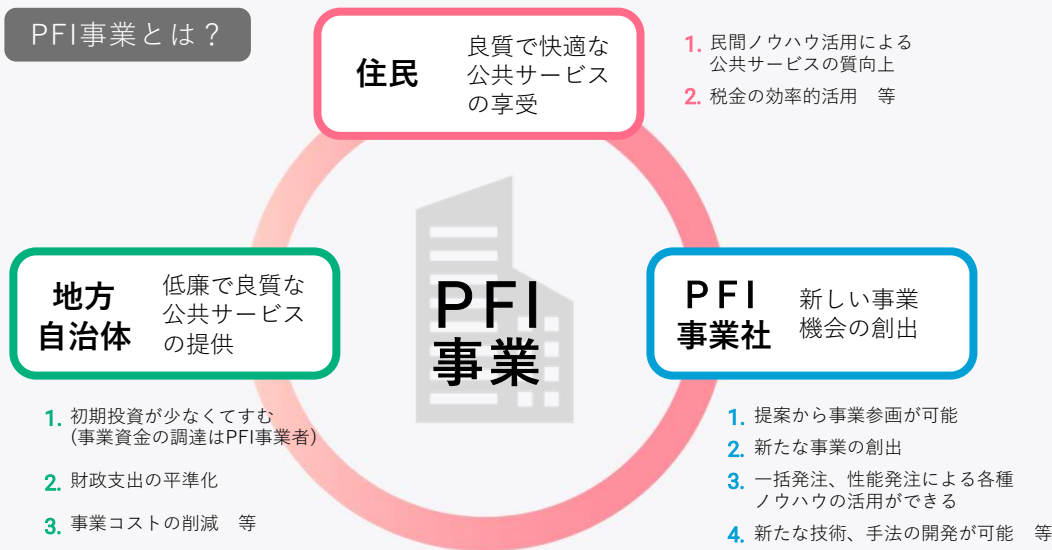 PFI事業とは？
住民
良質で快適な
公共サービス
の享受
1. 民間ノウハウ活用による
公共サービスの質向上
2. 税金の効率的活用　等
地方
自治体
低廉で良質な
公共サービス
の提供
1. 初期投資が少なくてすむ
(事業資金の調達はPFI事業者)
2. 財政支出の平準化
3. 事業コストの削減　等
PFI
事業
PFI
事業社
新しい事業
機会の創出
1. 提案から事業参画が可能
2. 新たな事業の創出
3. 一括発注、性能発注による各種
ノウハウの活用ができる
4. 新たな技術、手法の開発が可能　等